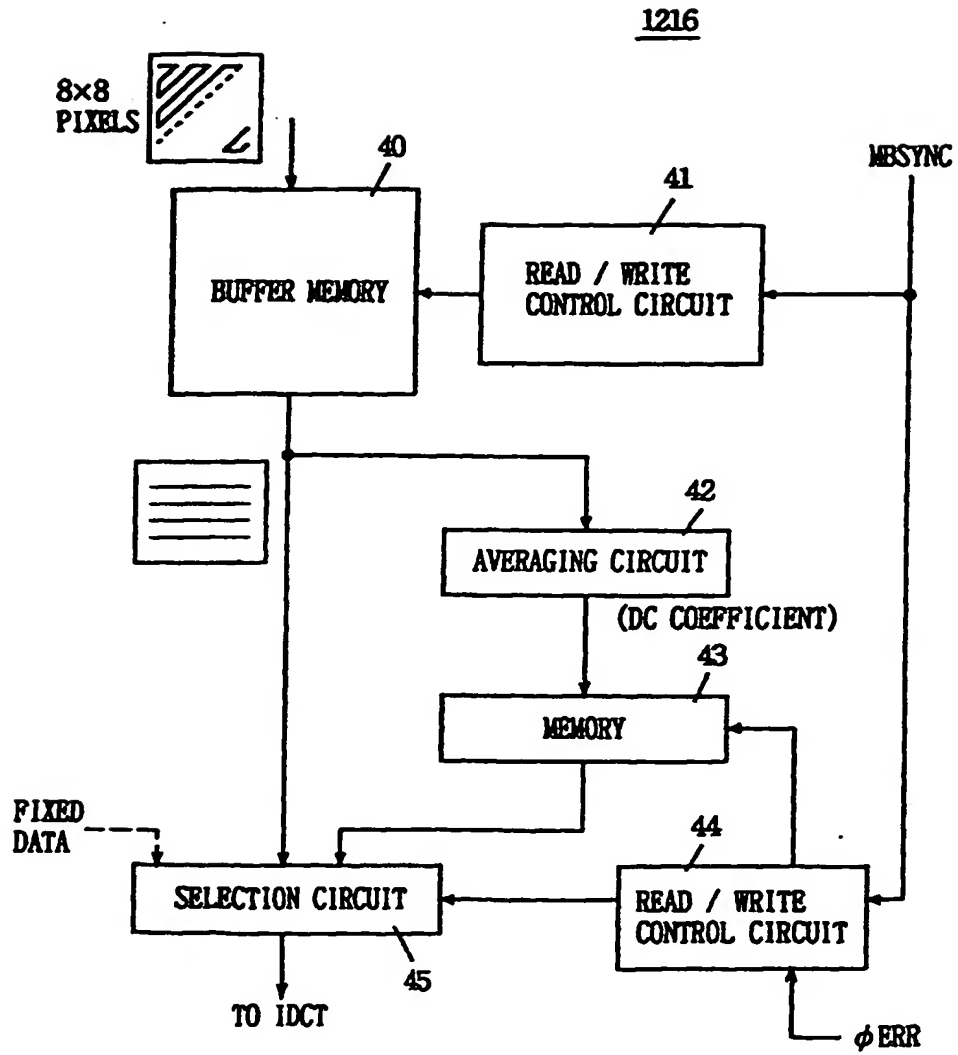 1216
8×8
PIXELS
40
41
MBSYNC
BUFFER MEMORY
READ / WRITE
CONTROL CIRCUIT
42
AVERAGING CIRCUIT
(DC COEFFICIENT)
43
MEMORY
FIXED
DATA
44
SELECTION CIRCUIT
READ / WRITE
CONTROL CIRCUIT
45
TO IDCT
ϕ ERR